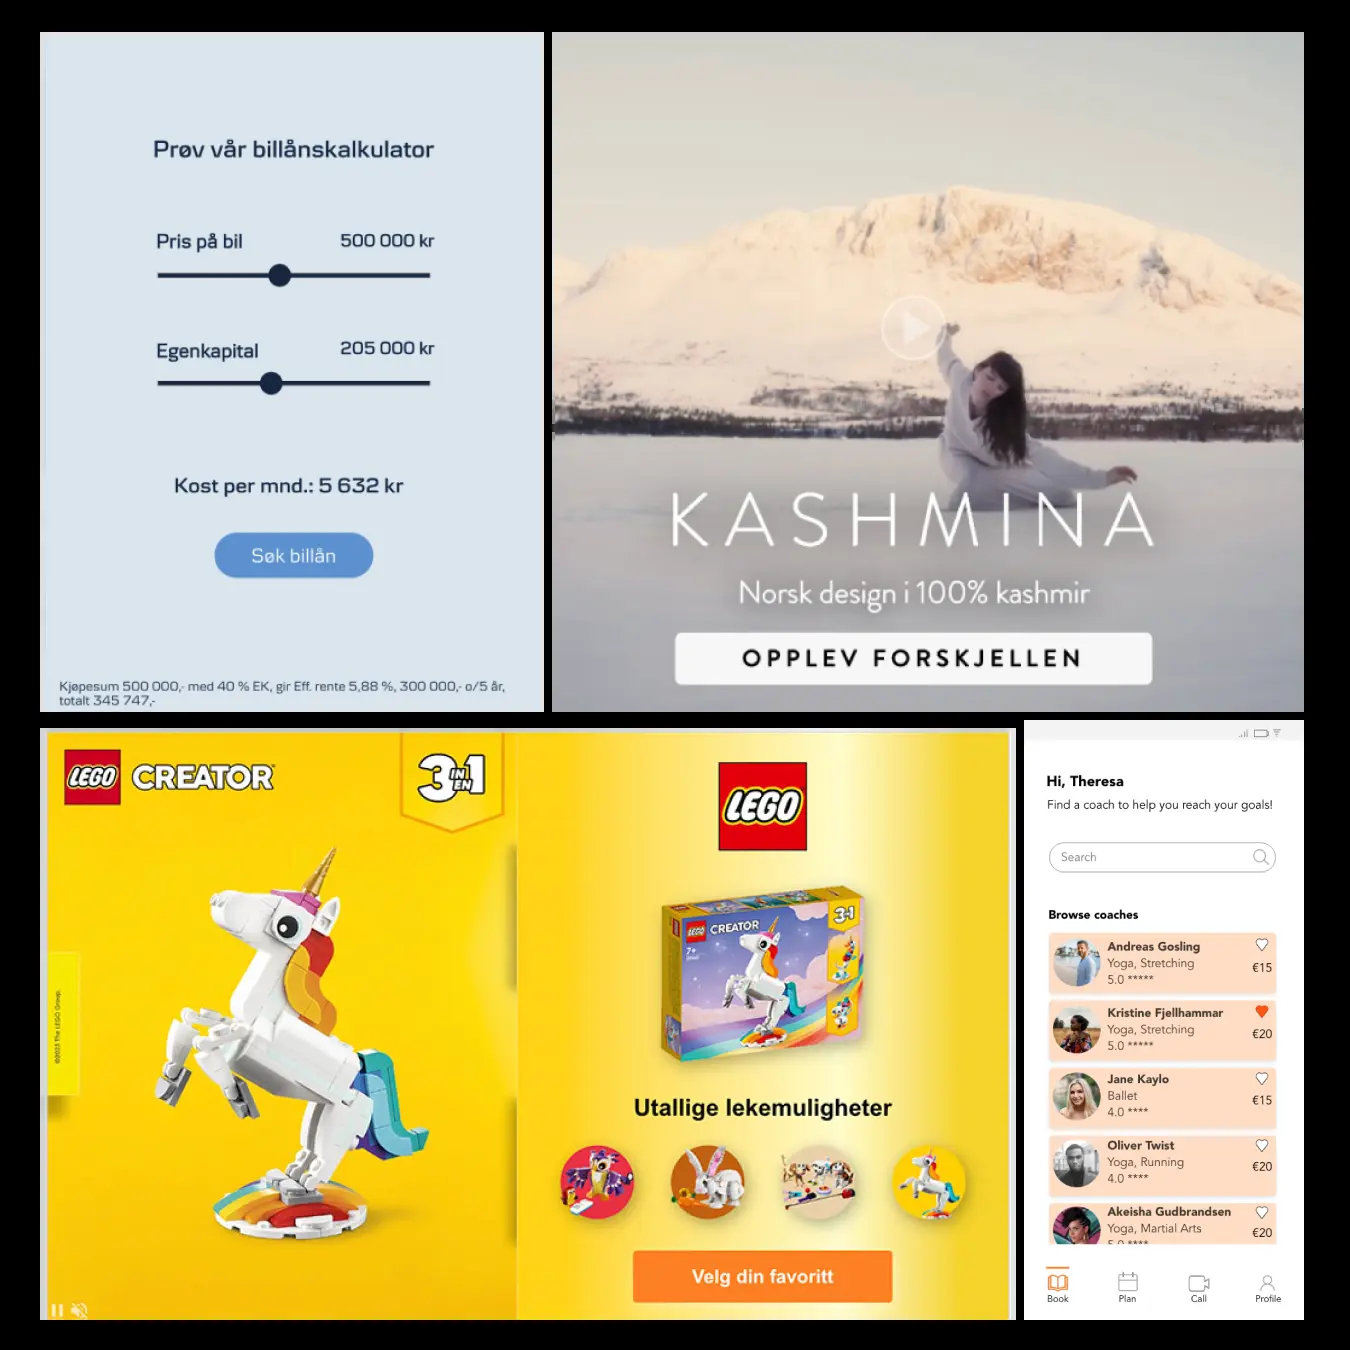 Prøv vår billånskalkulator
Pris på bil 500 000 kr
Egenkapital 205 000 kr
Kost per mnd.: 5 632 kr
Søk billån
Kjøpesum 500 000,- med 40 % EK, gir Eff. rente 5,88 %, 300 000,- o/5 år,
totalt 345 747,-
KASHMINA
Norsk design i 100% kashmir
OPPLEV FORSKJELLEN
LEGO CREATOR
3 IN EN 1
©2023 The LEGO Group.
LEGO
LEGO CREATOR
3in1
7+
Utallige lekemuligheter
Velg din favoritt
Hi, Theresa
Find a coach to help you reach your goals!
Search
Browse coaches
Andreas Gosling
Yoga, Stretching
€15
5.0 *****
Kristine Fjellhammar
Yoga, Stretching
€20
5.0 *****
Jane Kaylo
Ballet
€15
4.0 ****
Oliver Twist
Yoga, Running
€20
4.0 ****
Akeisha Gudbrandsen
Yoga, Martial Arts
€20
5.0 ****
Book Plan Call Profile